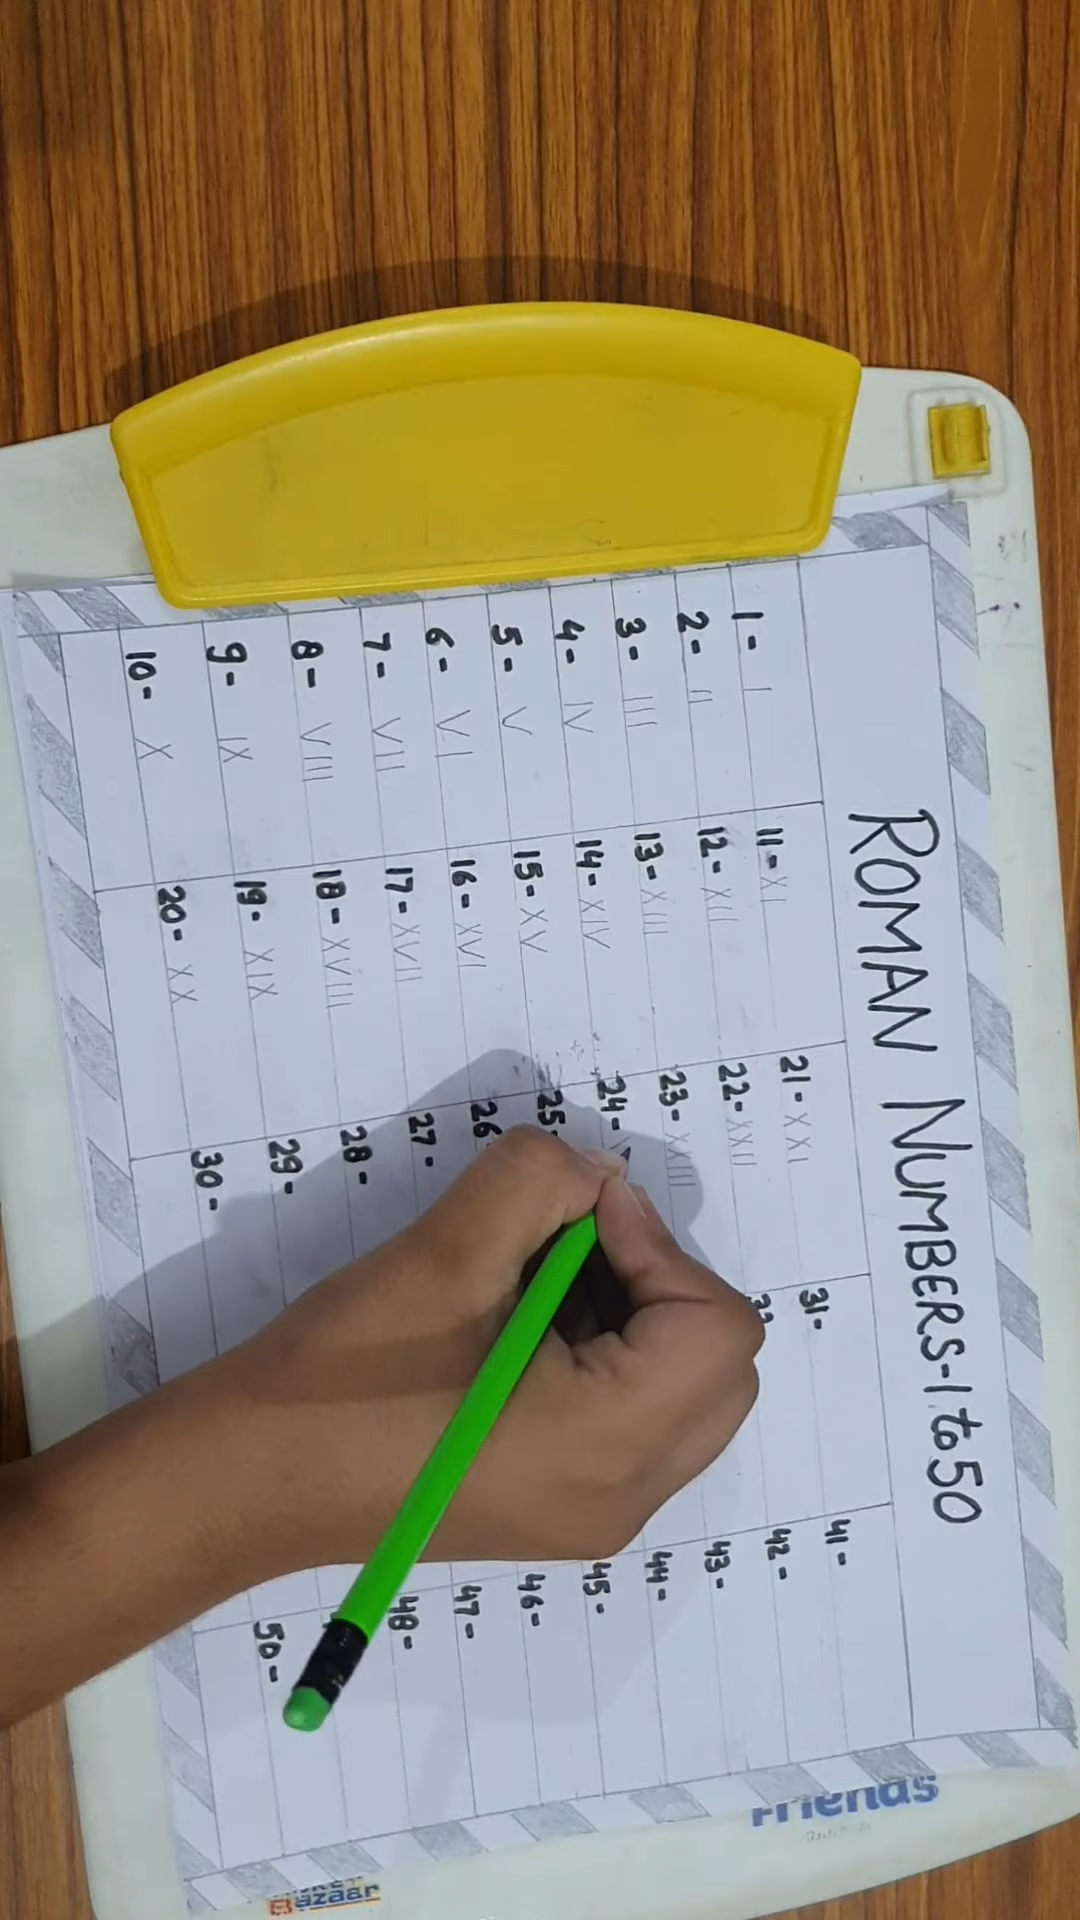 ROMAN NUMBERS-1 to 50
1 - I
2 - II
3 - III
4 - IV
5 - V
6 - VI
7 - VII
8 - VIII
9 - IX
10 - X
11 - XI
12 - XII
13 - XIII
14 - XIV
15 - XV
16 - XVI
17 - XVII
18 - XVIII
19 - XIX
20 - XX
21 - XXI
22 - XXII
23 - XXIII
24 -
25 -
26
27 -
28 -
29 -
30 -
31 -
41 -
42 -
43 -
44 -
45 -
46 -
47 -
48 -
50 -
Friends
Bazaar